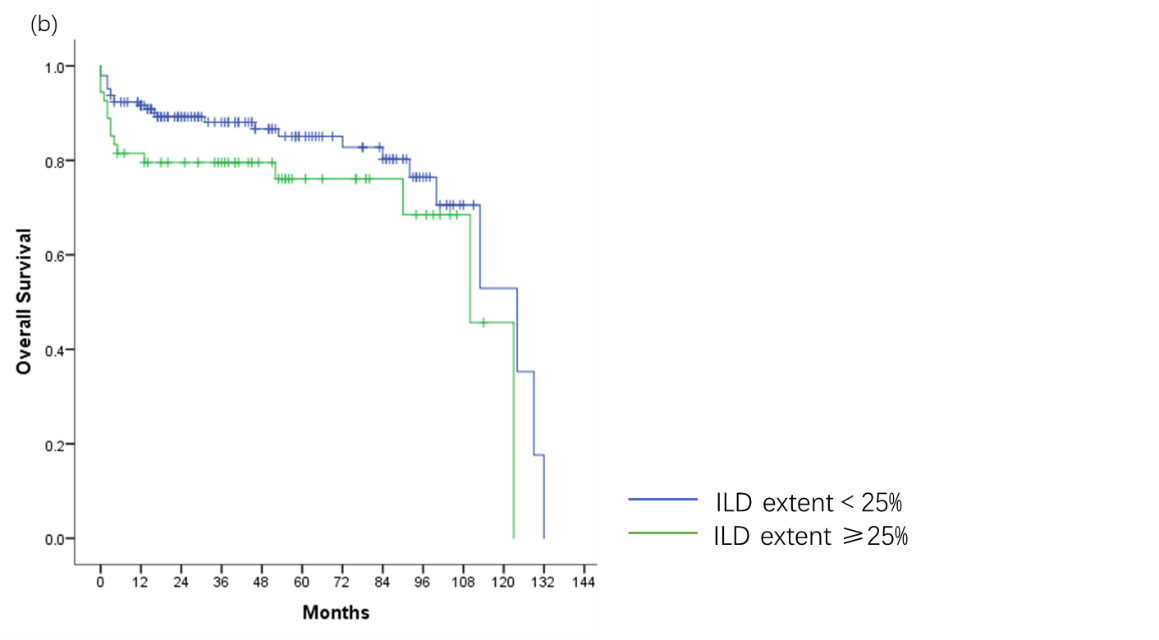 (b)
1.0
0.8
0.6
0.4
0.2
0.0
Overall Survival
0 12 24 36 48 60 72 84 96 108 120 132 144
Months
ILD extent < 25%
ILD extent ⩾25%